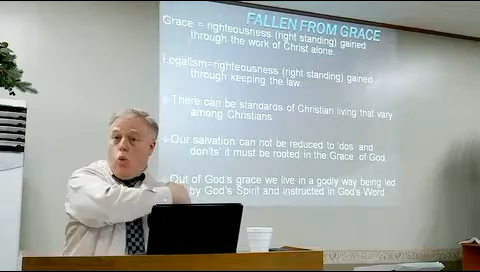 FALLEN FROM GRACE
Grace = righteousness (right standing) gained
through the work of Christ alone.
Legalism=righteousness (right standing) gained
through keeping the law.
There can be standards of Christian living that vary
among Christians
Our salvation can not be reduced to 'dos and
don'ts' it must be rooted in the Grace of God.
Out of God's grace we live in a godly way being led
by God's Spirit and instructed in God's Word